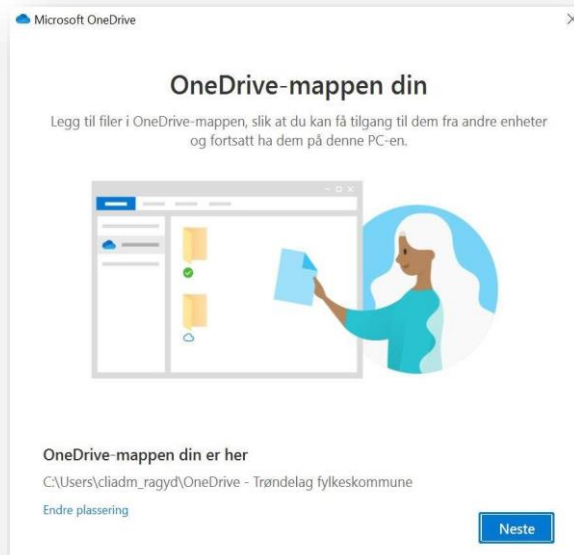 Microsoft OneDrive
OneDrive-mappen din
Legg til filer i OneDrive-mappen, slik at du kan få tilgang til dem fra andre enheter
og fortsatt ha dem på denne PC-en.
OneDrive-mappen din er her
C:\Users\cliadm_ragyd\OneDrive - Trøndelag fylkeskommune
Endre plassering
Neste